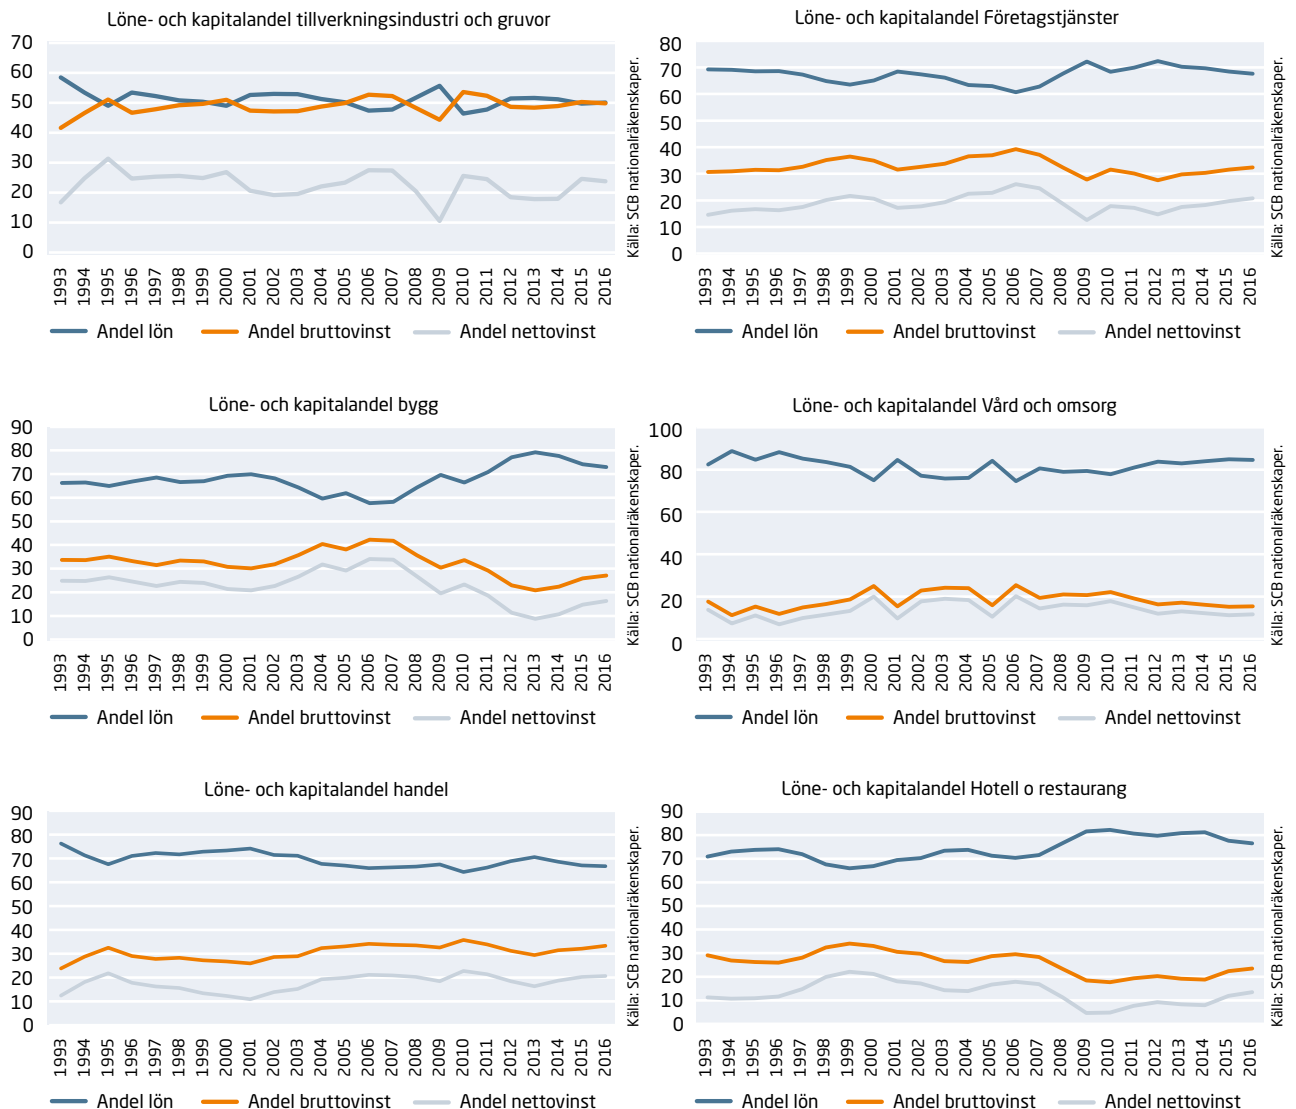 Löne- och kapitalandel tillverkningsindustri och gruvor
70
60
50
40
30
20
10
0
1993 1994 1995 1996 1997 1998 1999 2000 2001 2002 2003 2004 2005 2006 2007 2008 2009 2010 2011 2012 2013 2014 2015 2016
Källa: SCB nationalräkenskaper.
Andel lön Andel bruttovinst Andel nettovinst
Löne- och kapitalandel Företagstjänster
80
70
60
50
40
30
20
10
0
1993 1994 1995 1996 1997 1998 1999 2000 2001 2002 2003 2004 2005 2006 2007 2008 2009 2010 2011 2012 2013 2014 2015 2016
Källa: SCB nationalräkenskaper.
Andel lön Andel bruttovinst Andel nettovinst
Löne- och kapitalandel bygg
90
80
70
60
50
40
30
20
10
0
1993 1994 1995 1996 1997 1998 1999 2000 2001 2002 2003 2004 2005 2006 2007 2008 2009 2010 2011 2012 2013 2014 2015 2016
Källa: SCB nationalräkenskaper.
Andel lön Andel bruttovinst Andel nettovinst
Löne- och kapitalandel Vård och omsorg
100
80
60
40
20
0
1993 1994 1995 1996 1997 1998 1999 2000 2001 2002 2003 2004 2005 2006 2007 2008 2009 2010 2011 2012 2013 2014 2015 2016
Källa: SCB nationalräkenskaper.
Andel lön Andel bruttovinst Andel nettovinst
Löne- och kapitalandel handel
90
80
70
60
50
40
30
20
10
0
1993 1994 1995 1996 1997 1998 1999 2000 2001 2002 2003 2004 2005 2006 2007 2008 2009 2010 2011 2012 2013 2014 2015 2016
Källa: SCB nationalräkenskaper.
Andel lön Andel bruttovinst Andel nettovinst
Löne- och kapitalandel Hotell o restaurang
90
80
70
60
50
40
30
20
10
0
1993 1994 1995 1996 1997 1998 1999 2000 2001 2002 2003 2004 2005 2006 2007 2008 2009 2010 2011 2012 2013 2014 2015 2016
Källa: SCB nationalräkenskaper.
Andel lön Andel bruttovinst Andel nettovinst